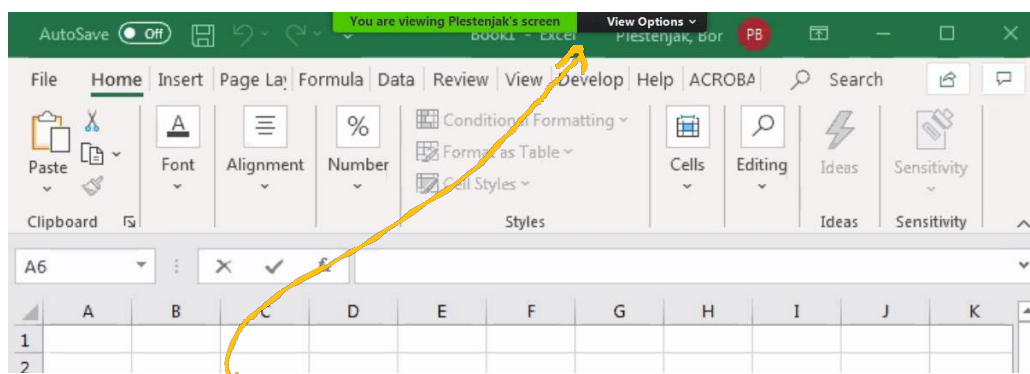 You are viewing Plestenjak's screen View Options
AutoSave Off Book1 - Excel Plestenjak, Bor PB
File Home Insert Page Lay Formula Data Review View Develop Help ACROBA Search
Conditional Formatting
Format as Table
Cell Styles
Paste Font Alignment Number Cells Editing Ideas Sensitivity
Clipboard Styles Ideas Sensitivity
A6 fx
A B C D E F G H I J K
1
2